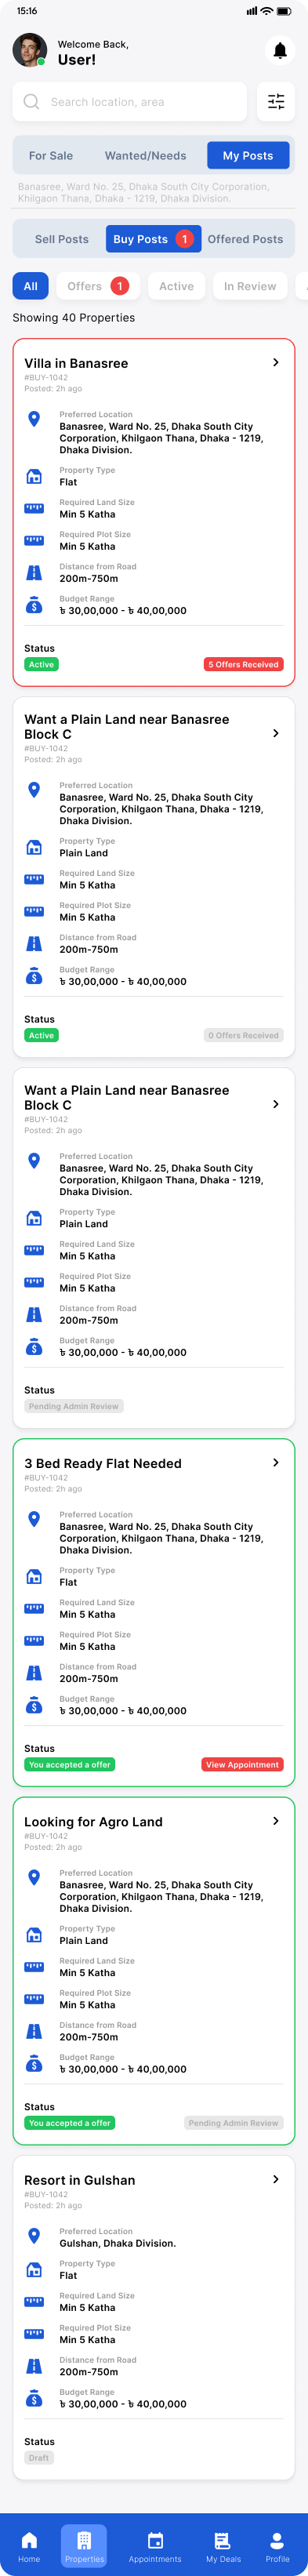 15:16
Welcome Back,
User!
Search location, area
For Sale
Wanted/Needs
My Posts
Banasree, Ward No. 25, Dhaka South City Corporation,
Khilgaon Thana, Dhaka - 1219, Dhaka Division.
Sell Posts
Buy Posts 1
Offered Posts
All
Offers 1
Active
In Review
Showing 40 Properties
Villa in Banasree
#BUY-1042
Posted: 2h ago
Preferred Location
Banasree, Ward No. 25, Dhaka South City
Corporation, Khilgaon Thana, Dhaka - 1219,
Dhaka Division.
Property Type
Flat
Required Land Size
Min 5 Katha
Required Plot Size
Min 5 Katha
Distance from Road
200m-750m
Budget Range
৳ 30,00,000 - ৳ 40,00,000
Status
Active
5 Offers Received
Want a Plain Land near Banasree
Block C
#BUY-1042
Posted: 2h ago
Preferred Location
Banasree, Ward No. 25, Dhaka South City
Corporation, Khilgaon Thana, Dhaka - 1219,
Dhaka Division.
Property Type
Plain Land
Required Land Size
Min 5 Katha
Required Plot Size
Min 5 Katha
Distance from Road
200m-750m
Budget Range
৳ 30,00,000 - ৳ 40,00,000
Status
Active
0 Offers Received
Want a Plain Land near Banasree
Block C
#BUY-1042
Posted: 2h ago
Preferred Location
Banasree, Ward No. 25, Dhaka South City
Corporation, Khilgaon Thana, Dhaka - 1219,
Dhaka Division.
Property Type
Plain Land
Required Land Size
Min 5 Katha
Required Plot Size
Min 5 Katha
Distance from Road
200m-750m
Budget Range
৳ 30,00,000 - ৳ 40,00,000
Status
Pending Admin Review
3 Bed Ready Flat Needed
#BUY-1042
Posted: 2h ago
Preferred Location
Banasree, Ward No. 25, Dhaka South City
Corporation, Khilgaon Thana, Dhaka - 1219,
Dhaka Division.
Property Type
Flat
Required Land Size
Min 5 Katha
Required Plot Size
Min 5 Katha
Distance from Road
200m-750m
Budget Range
৳ 30,00,000 - ৳ 40,00,000
Status
You accepted a offer
View Appointment
Looking for Agro Land
#BUY-1042
Posted: 2h ago
Preferred Location
Banasree, Ward No. 25, Dhaka South City
Corporation, Khilgaon Thana, Dhaka - 1219,
Dhaka Division.
Property Type
Plain Land
Required Land Size
Min 5 Katha
Required Plot Size
Min 5 Katha
Distance from Road
200m-750m
Budget Range
৳ 30,00,000 - ৳ 40,00,000
Status
You accepted a offer
Pending Admin Review
Resort in Gulshan
#BUY-1042
Posted: 2h ago
Preferred Location
Gulshan, Dhaka Division.
Property Type
Flat
Required Land Size
Min 5 Katha
Required Plot Size
Min 5 Katha
Distance from Road
200m-750m
Budget Range
৳ 30,00,000 - ৳ 40,00,000
Status
Draft
Home
Properties
Appointments
My Deals
Profile